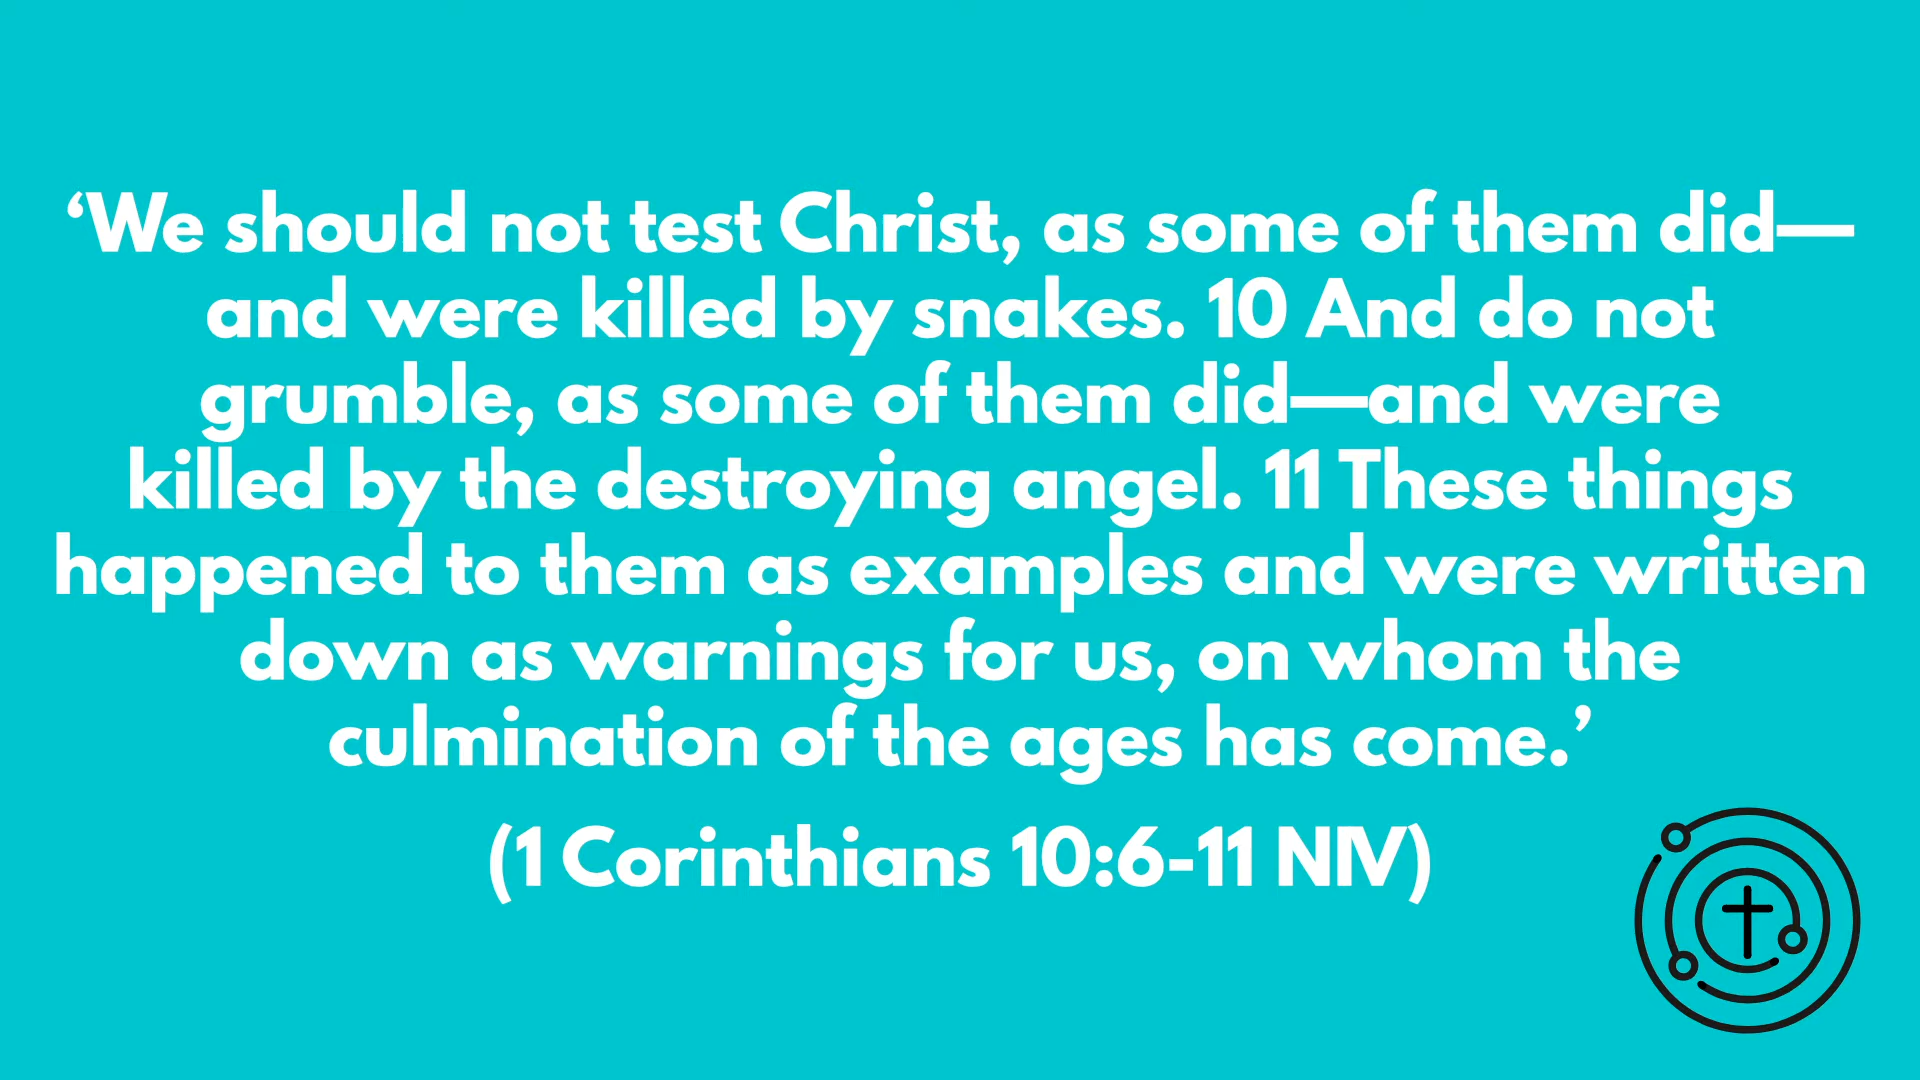 ‘We should not test Christ, as some of them did—
and were killed by snakes. 10 And do not
grumble, as some of them did—and were
killed by the destroying angel. 11 These things
happened to them as examples and were written
down as warnings for us, on whom the
culmination of the ages has come.’
(1 Corinthians 10:6-11 NIV)